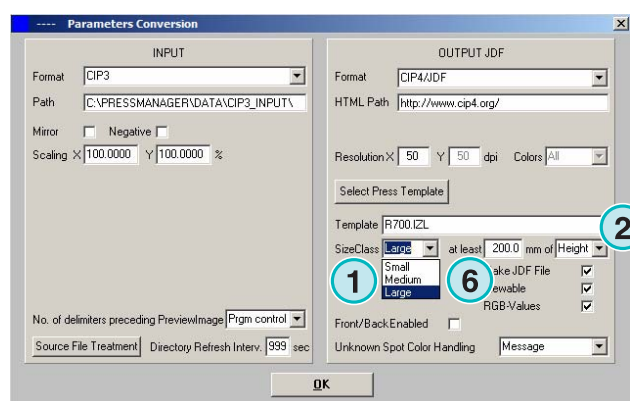 ---- Parameters Conversion
INPUT
Format CIP3
Path C:\PRESSMANAGER\DATA\CIP3_INPUT\
Mirror Negative
Scaling X 100.0000 Y 100.0000 %
No. of delimiters preceding PreviewImage Prgm control
Source File Treatment Directory Refresh Interv. 999 sec
OUTPUT JDF
Format CIP4/JDF
HTML Path http://www.cip4.org/
Resolution X 50 Y 50 dpi Colors All
Select Press Template
Template R700.IZL
2
SizeClass Large at least 200.0 mm of Height
Small
Medium
Large
1
6
ake JDF File
ewable
RGB-Values
Front/Back Enabled
Unknown Spot Color Handling Message
OK